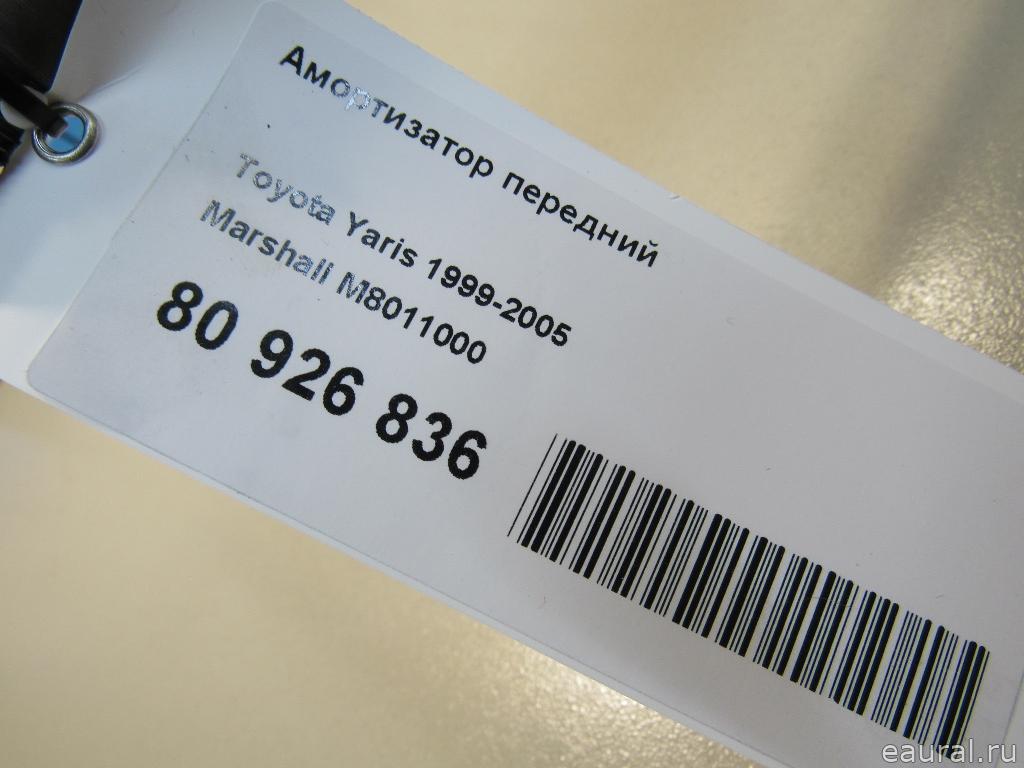 Амортизатор передний
Toyota Yaris 1999-2005
Marshall M8011000
80 926 836
eaural.ru